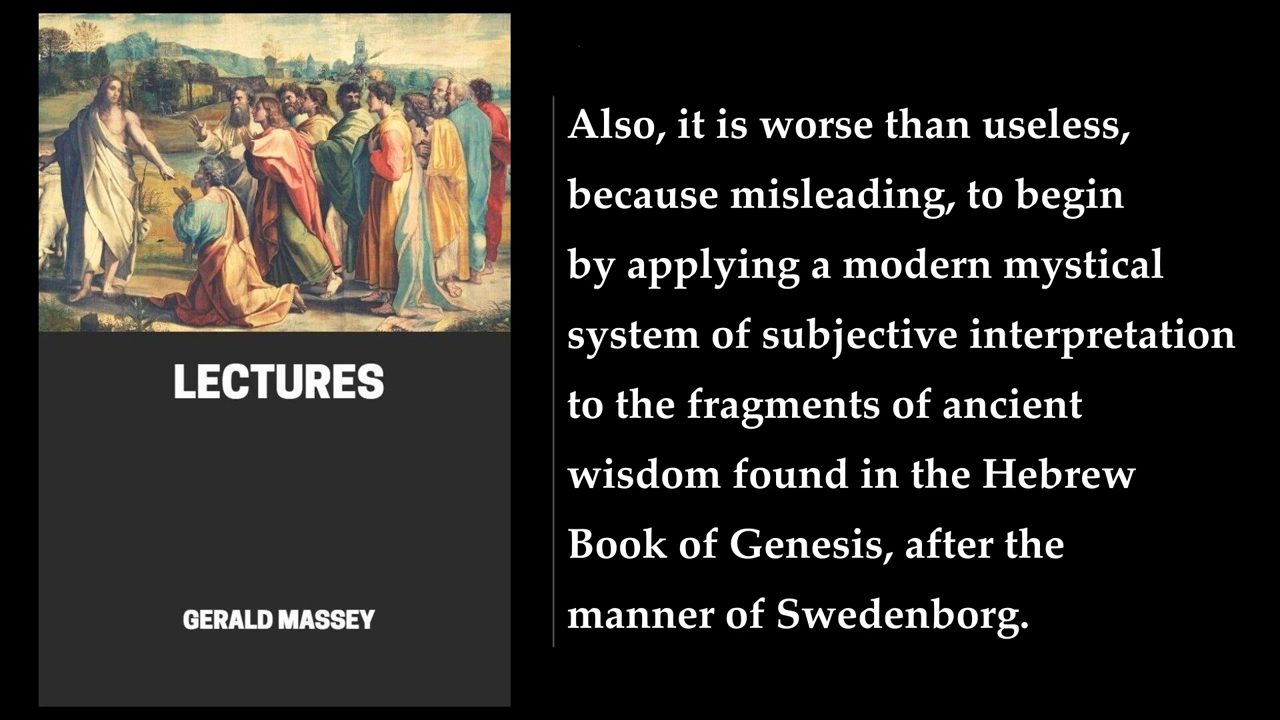 LECTURES
GERALD MASSEY
Also, it is worse than useless,
because misleading, to begin
by applying a modern mystical
system of subjective interpretation
to the fragments of ancient
wisdom found in the Hebrew
Book of Genesis, after the
manner of Swedenborg.